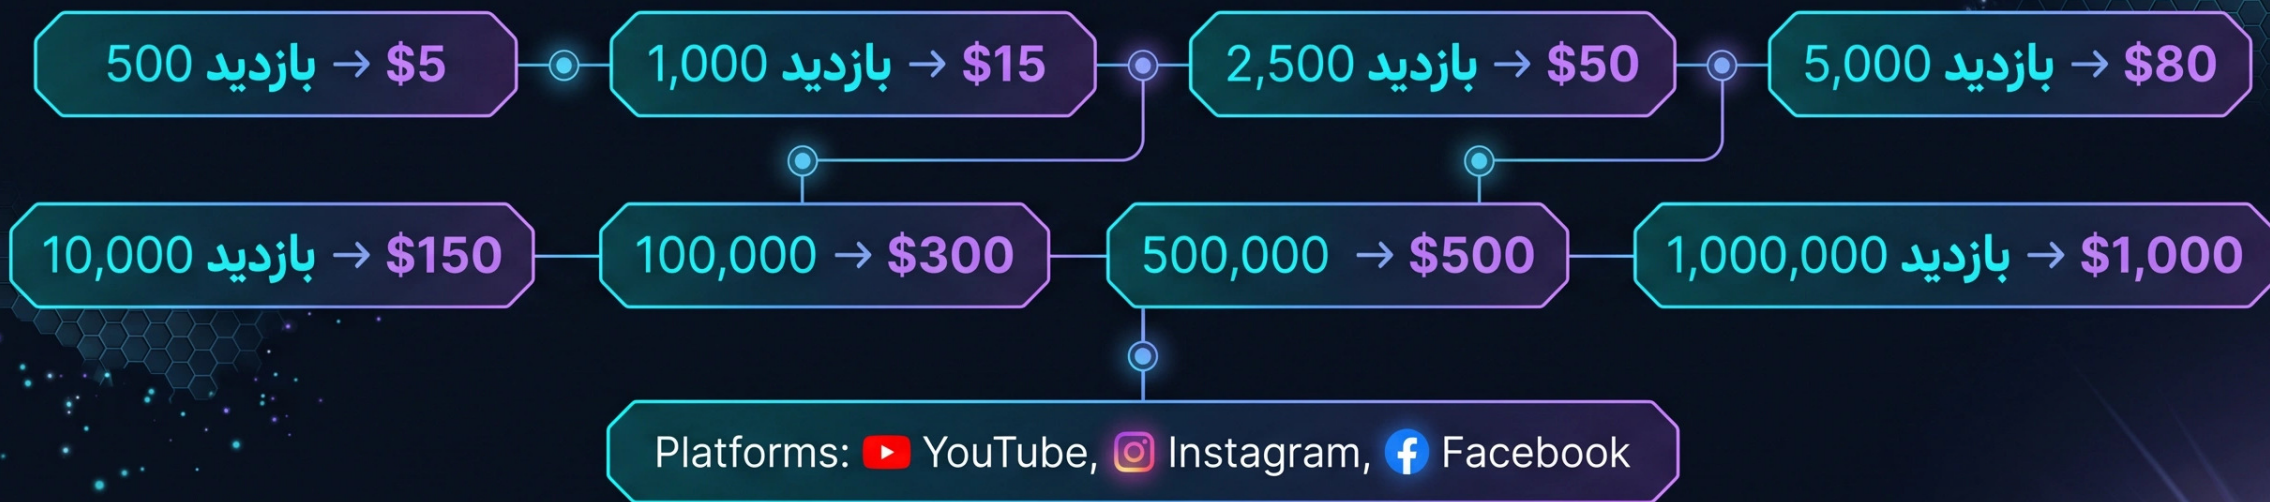 500 بازدید → $5
1,000 بازدید → $15
2,500 بازدید → $50
5,000 بازدید → $80
10,000 بازدید → $150
100,000 → $300
500,000 → $500
1,000,000 بازدید → $1,000
Platforms: YouTube, Instagram, Facebook